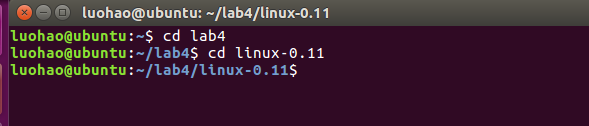 luohao@ubuntu: ~/lab4/linux-0.11
luohao@ubuntu:~$ cd lab4
luohao@ubuntu:~/lab4$ cd linux-0.11
luohao@ubuntu:~/lab4/linux-0.11$